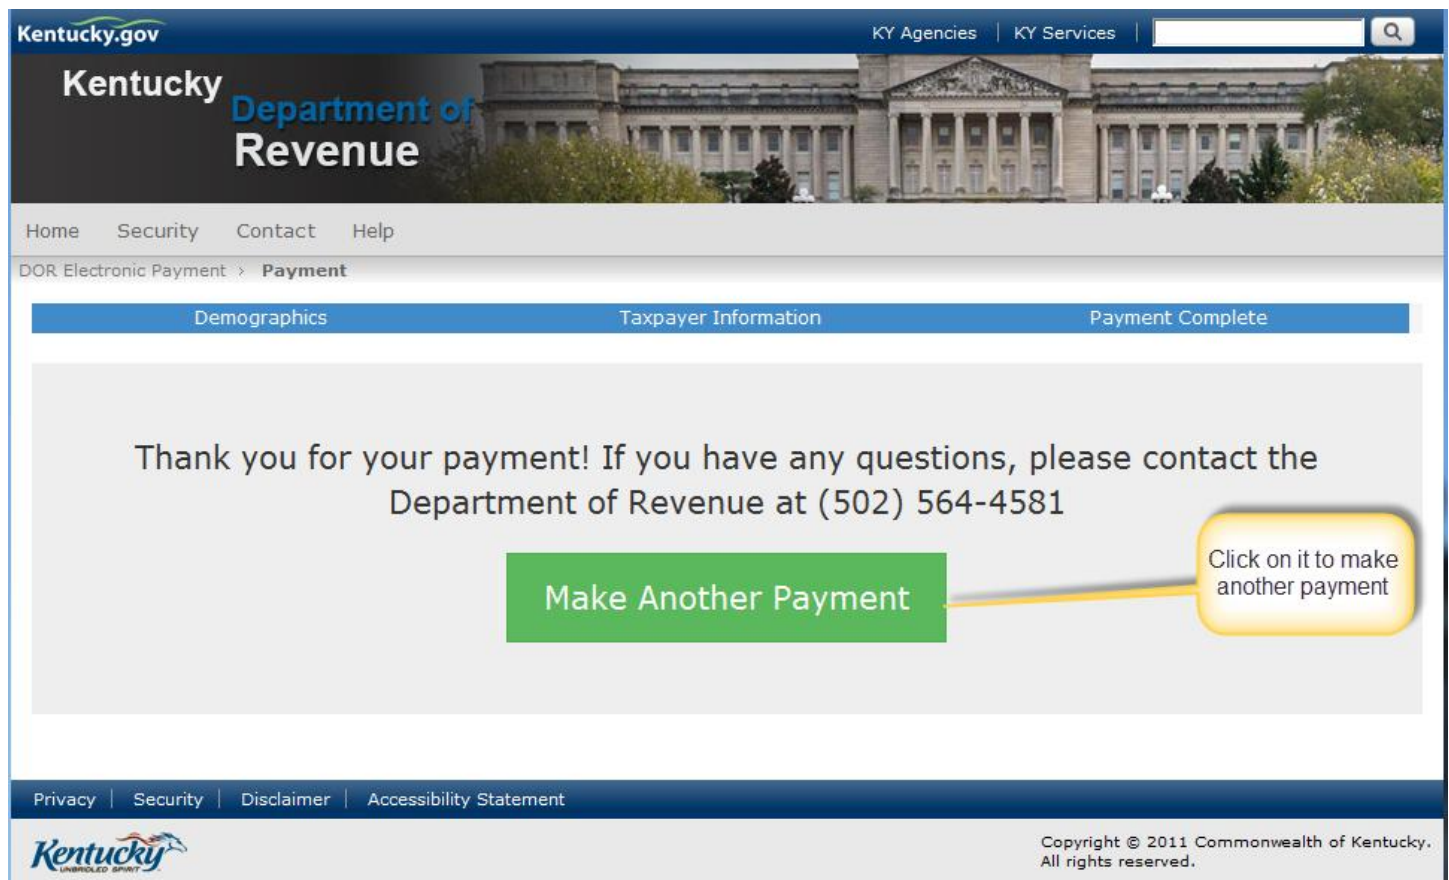 Kentucky.gov
KY Agencies | KY Services |
Kentucky
Department of
Revenue
Home Security Contact Help
DOR Electronic Payment > Payment
Demographics Taxpayer Information Payment Complete
Thank you for your payment! If you have any questions, please contact the
Department of Revenue at (502) 564-4581
Make Another Payment
Click on it to make
another payment
Privacy | Security | Disclaimer | Accessibility Statement
Kentucky
UNBRIDLED SPIRIT
Copyright © 2011 Commonwealth of Kentucky.
All rights reserved.